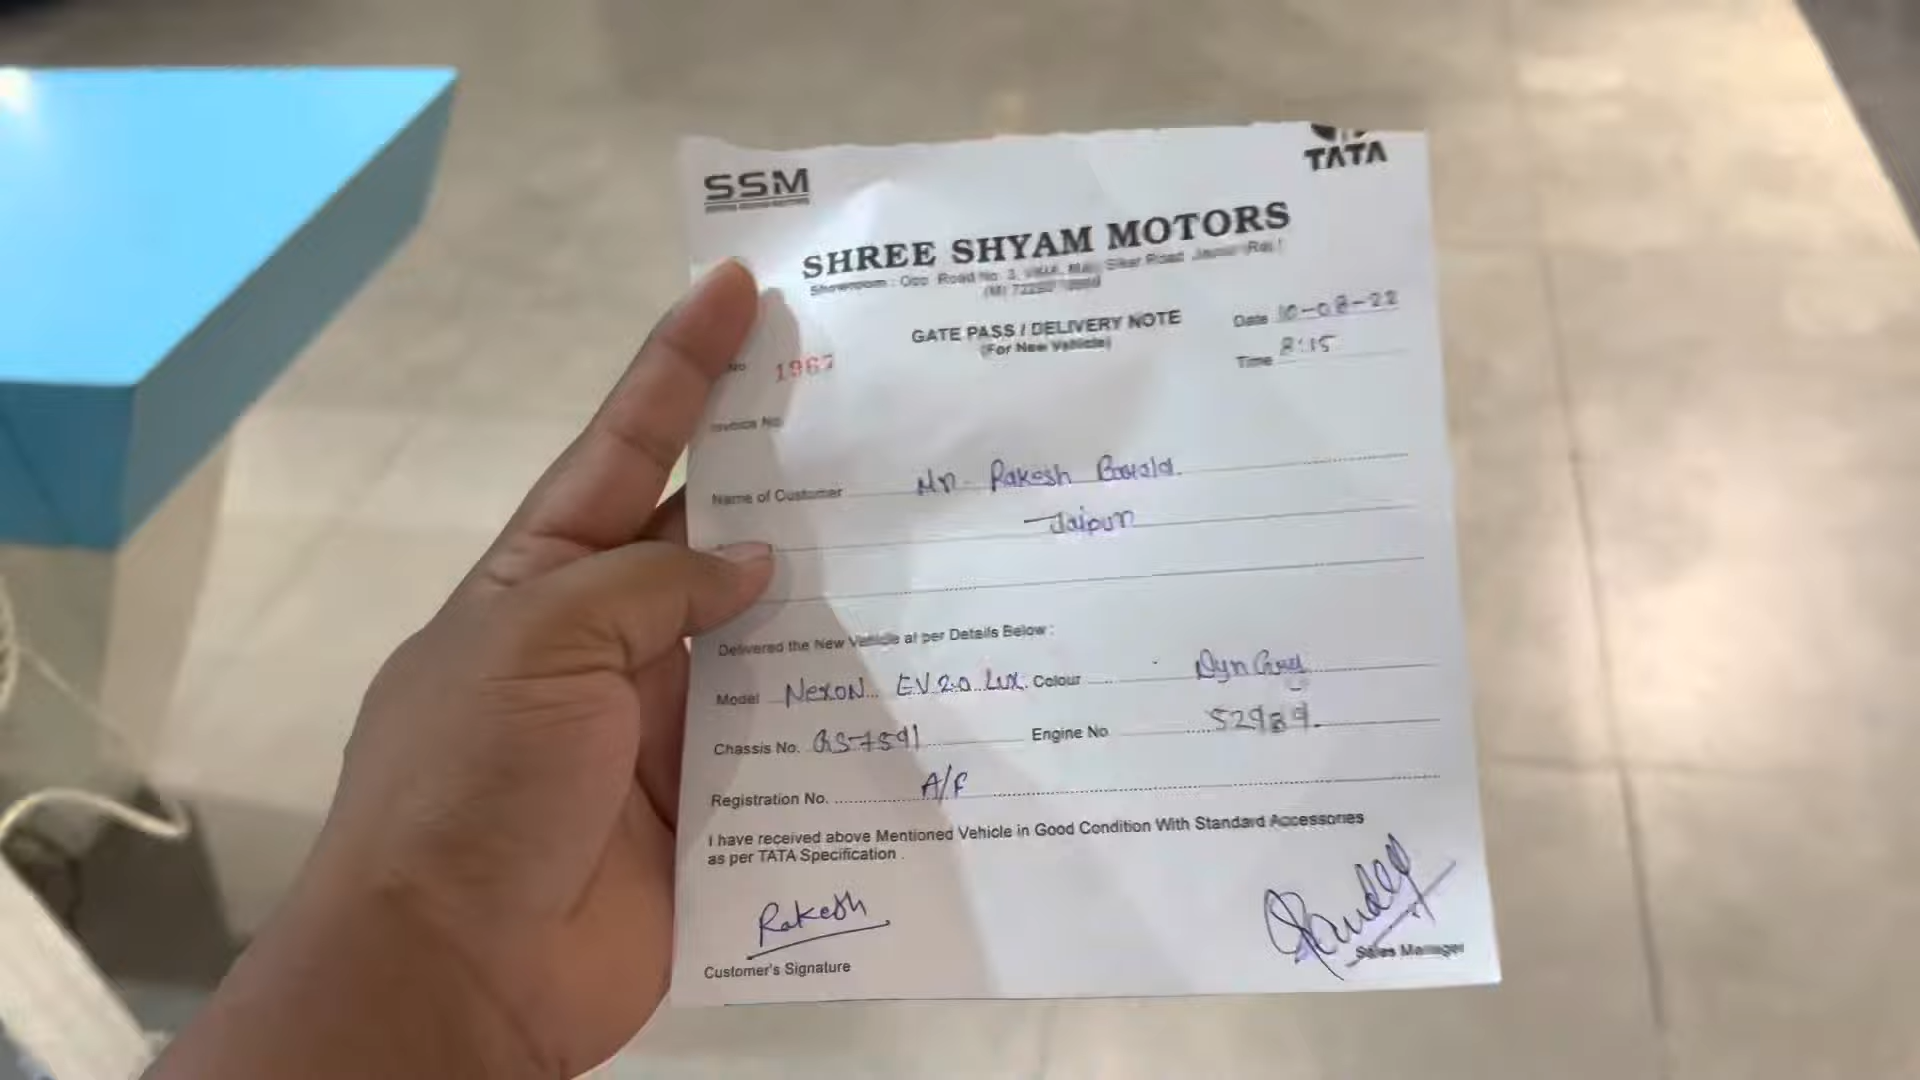 SSM
TATA
SHREE SHYAM MOTORS
Showroom : Opp. Road No. 3, Sikar Road
GATE PASS / DELIVERY NOTE
(For New Vehicle)
Date 10-08-22
No 1967
Time 8:15
Invoice No
Name of Customer Mr. Rakesh
Jaipur
Delivered the New Vehicle at per Details Below :
Model NEXON EV 2.0 Lux Colour
Chassis No. Engine No 52989
Registration No. A/F
I have received above Mentioned Vehicle in Good Condition With Standard Accessories
as per TATA Specification .
Rakesh
Customer's Signature
Sales Manager